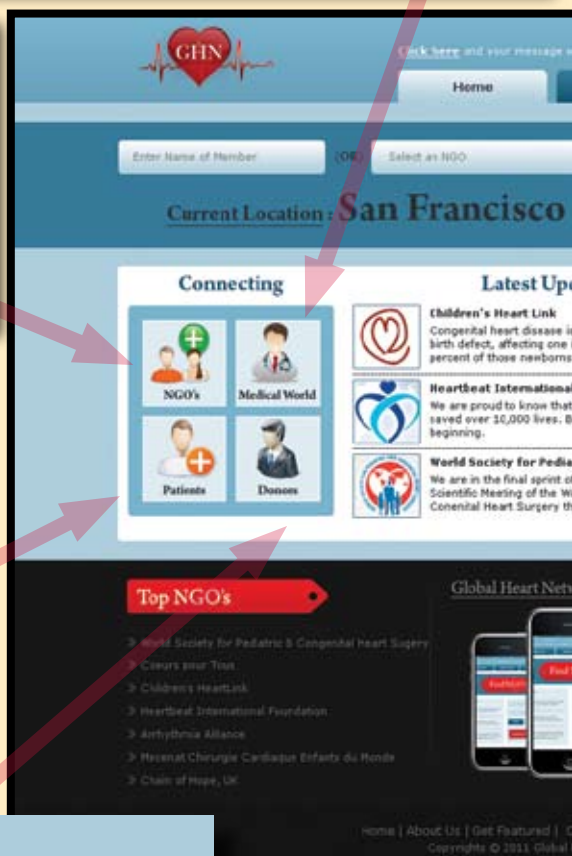 GHN
Click here and your message w
Home
Enter Name of Member
(OR)
Select an NGO
Current Location : San Francisco
Connecting
NGO's
Medical World
Patients
Donors
Latest Upd
Children's Heart Link
Congenital heart disease is
birth defect, affecting one
percent of those newborns
Heartbeat International
We are proud to know that
saved over 10,000 lives. B
beginning.
World Society for Pedia
We are in the final sprint o
Scientific Meeting of the W
Conenital Heart Surgery th
Top NGO's
» World Society for Pediatric & Congenital Heart Sugery
» Coeurs pour Tous
» Children's HeartLink
» Heartbeat International Foundation
» Arrhythmia Alliance
» Mecenat Chirurgie Cardiaque Enfants du Monde
» Chain of Hope, UK
Global Heart Netw
Home | About Us | Get Featured | C
Copyrights © 2011 Global